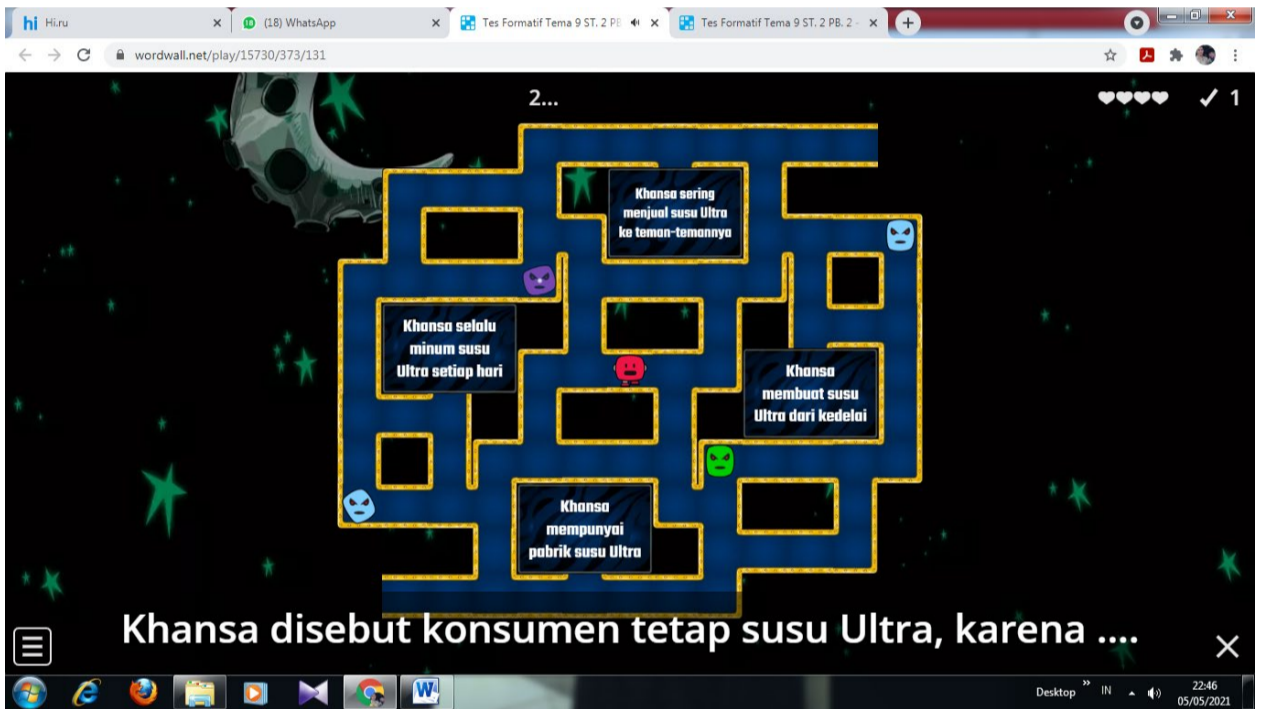 Hi.ru
(18) WhatsApp
Tes Formatif Tema 9 ST. 2 PB
Tes Formatif Tema 9 ST. 2 PB. 2 -
wordwall.net/play/15730/373/131
2...
1
Khansa sering
menjual susu Ultra
ke teman-temannya
Khansa selalu
minum susu
Ultra setiap hari
Khansa
membuat susu
Ultra dari kedelai
Khansa
mempunyai
pabrik susu Ultra
Khansa disebut konsumen tetap susu Ultra, karena ....
Desktop
IN
22:46
05/05/2021